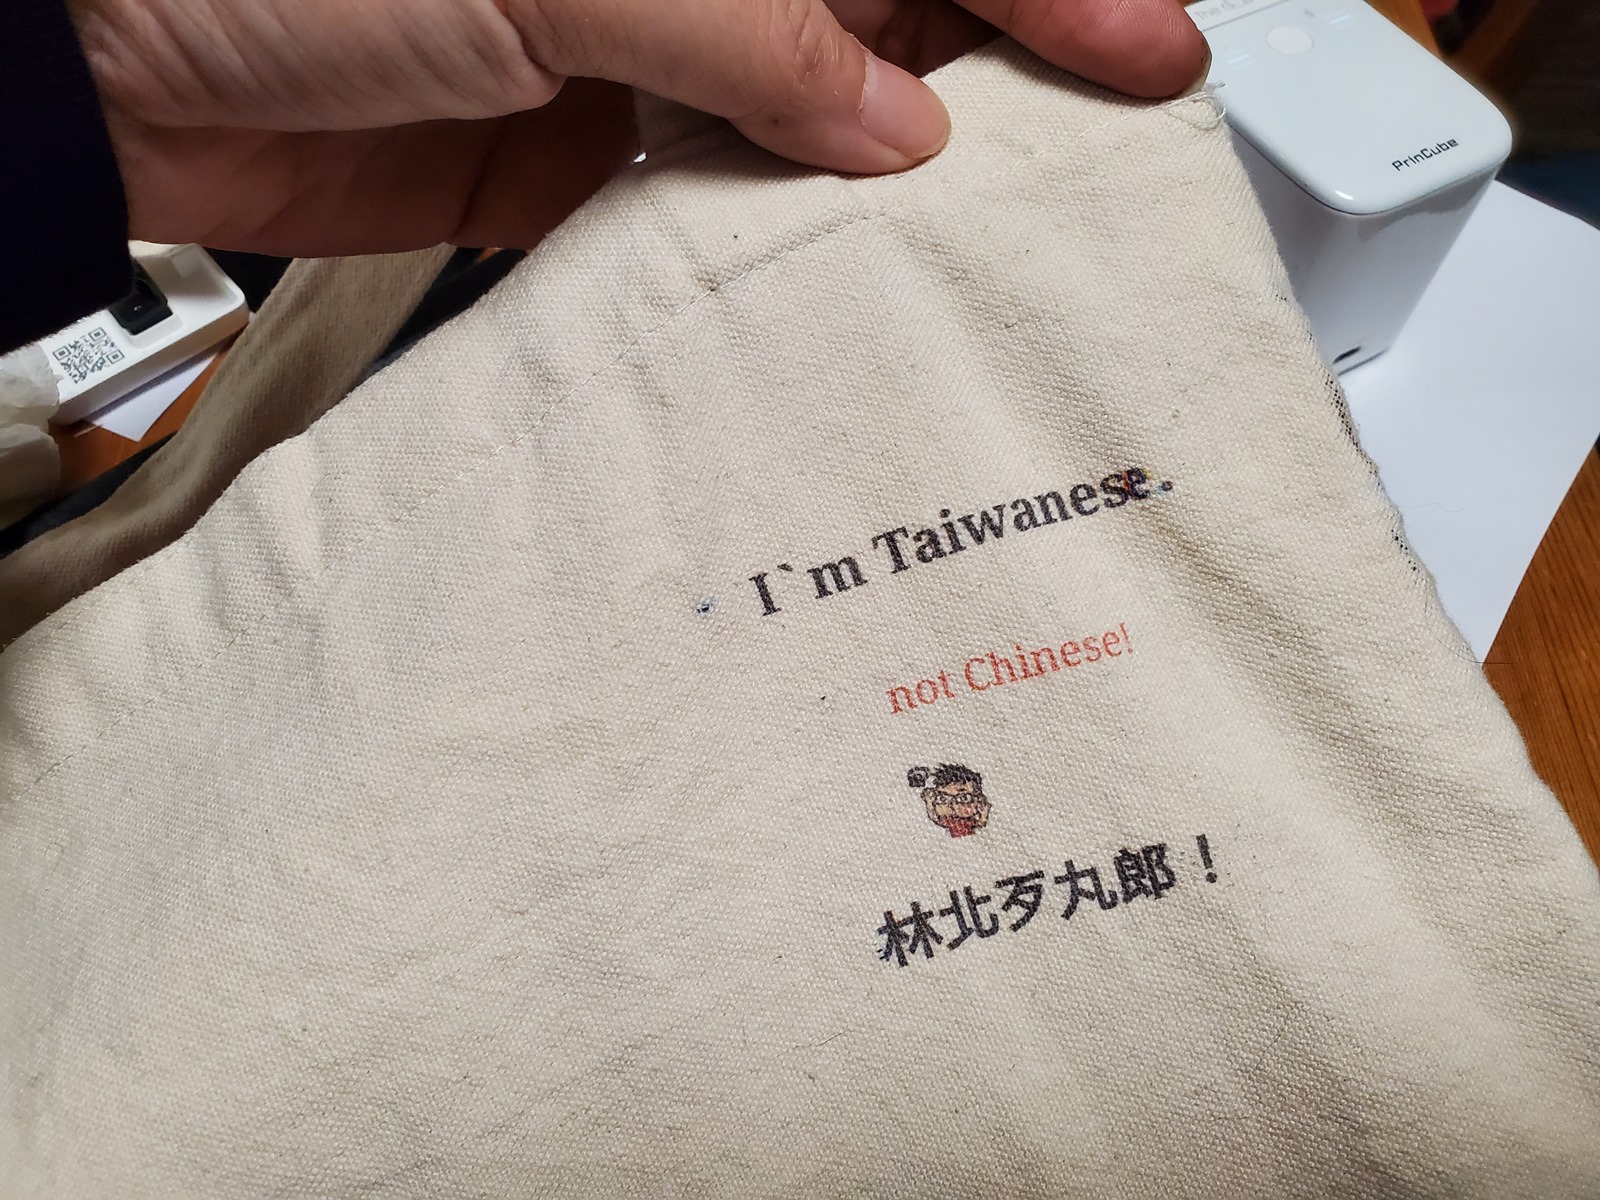 PrinCube
I`m Taiwanese.
not Chinese!
林北歹丸郎！